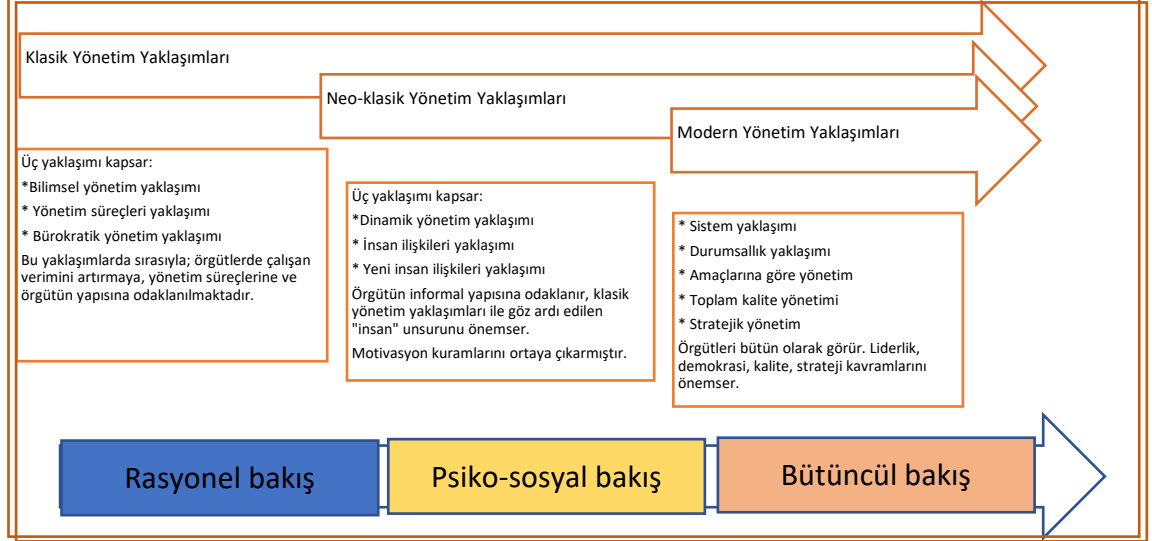 Klasik Yönetim Yaklaşımları
Neo-klasik Yönetim Yaklaşımları
Modern Yönetim Yaklaşımları
Üç yaklaşımı kapsar:
*Bilimsel yönetim yaklaşımı
* Yönetim süreçleri yaklaşımı
* Bürokratik yönetim yaklaşımı
Bu yaklaşımlarda sırasıyla; örgütlerde çalışan
verimini artırmaya, yönetim süreçlerine ve
örgütün yapısına odaklanılmaktadır.
Üç yaklaşımı kapsar:
*Dinamik yönetim yaklaşımı
* İnsan ilişkileri yaklaşımı
* Yeni insan ilişkileri yaklaşımı
Örgütün informal yapısına odaklanır, klasik
yönetim yaklaşımları ile göz ardı edilen
"insan" unsurunu önemser.
Motivasyon kuramlarını ortaya çıkarmıştır.
* Sistem yaklaşımı
* Durumsallık yaklaşımı
* Amaçlarına göre yönetim
* Toplam kalite yönetimi
* Stratejik yönetim
Örgütleri bütün olarak görür. Liderlik,
demokrasi, kalite, strateji kavramlarını
önemser.
Rasyonel bakış
Psiko-sosyal bakış
Bütüncül bakış